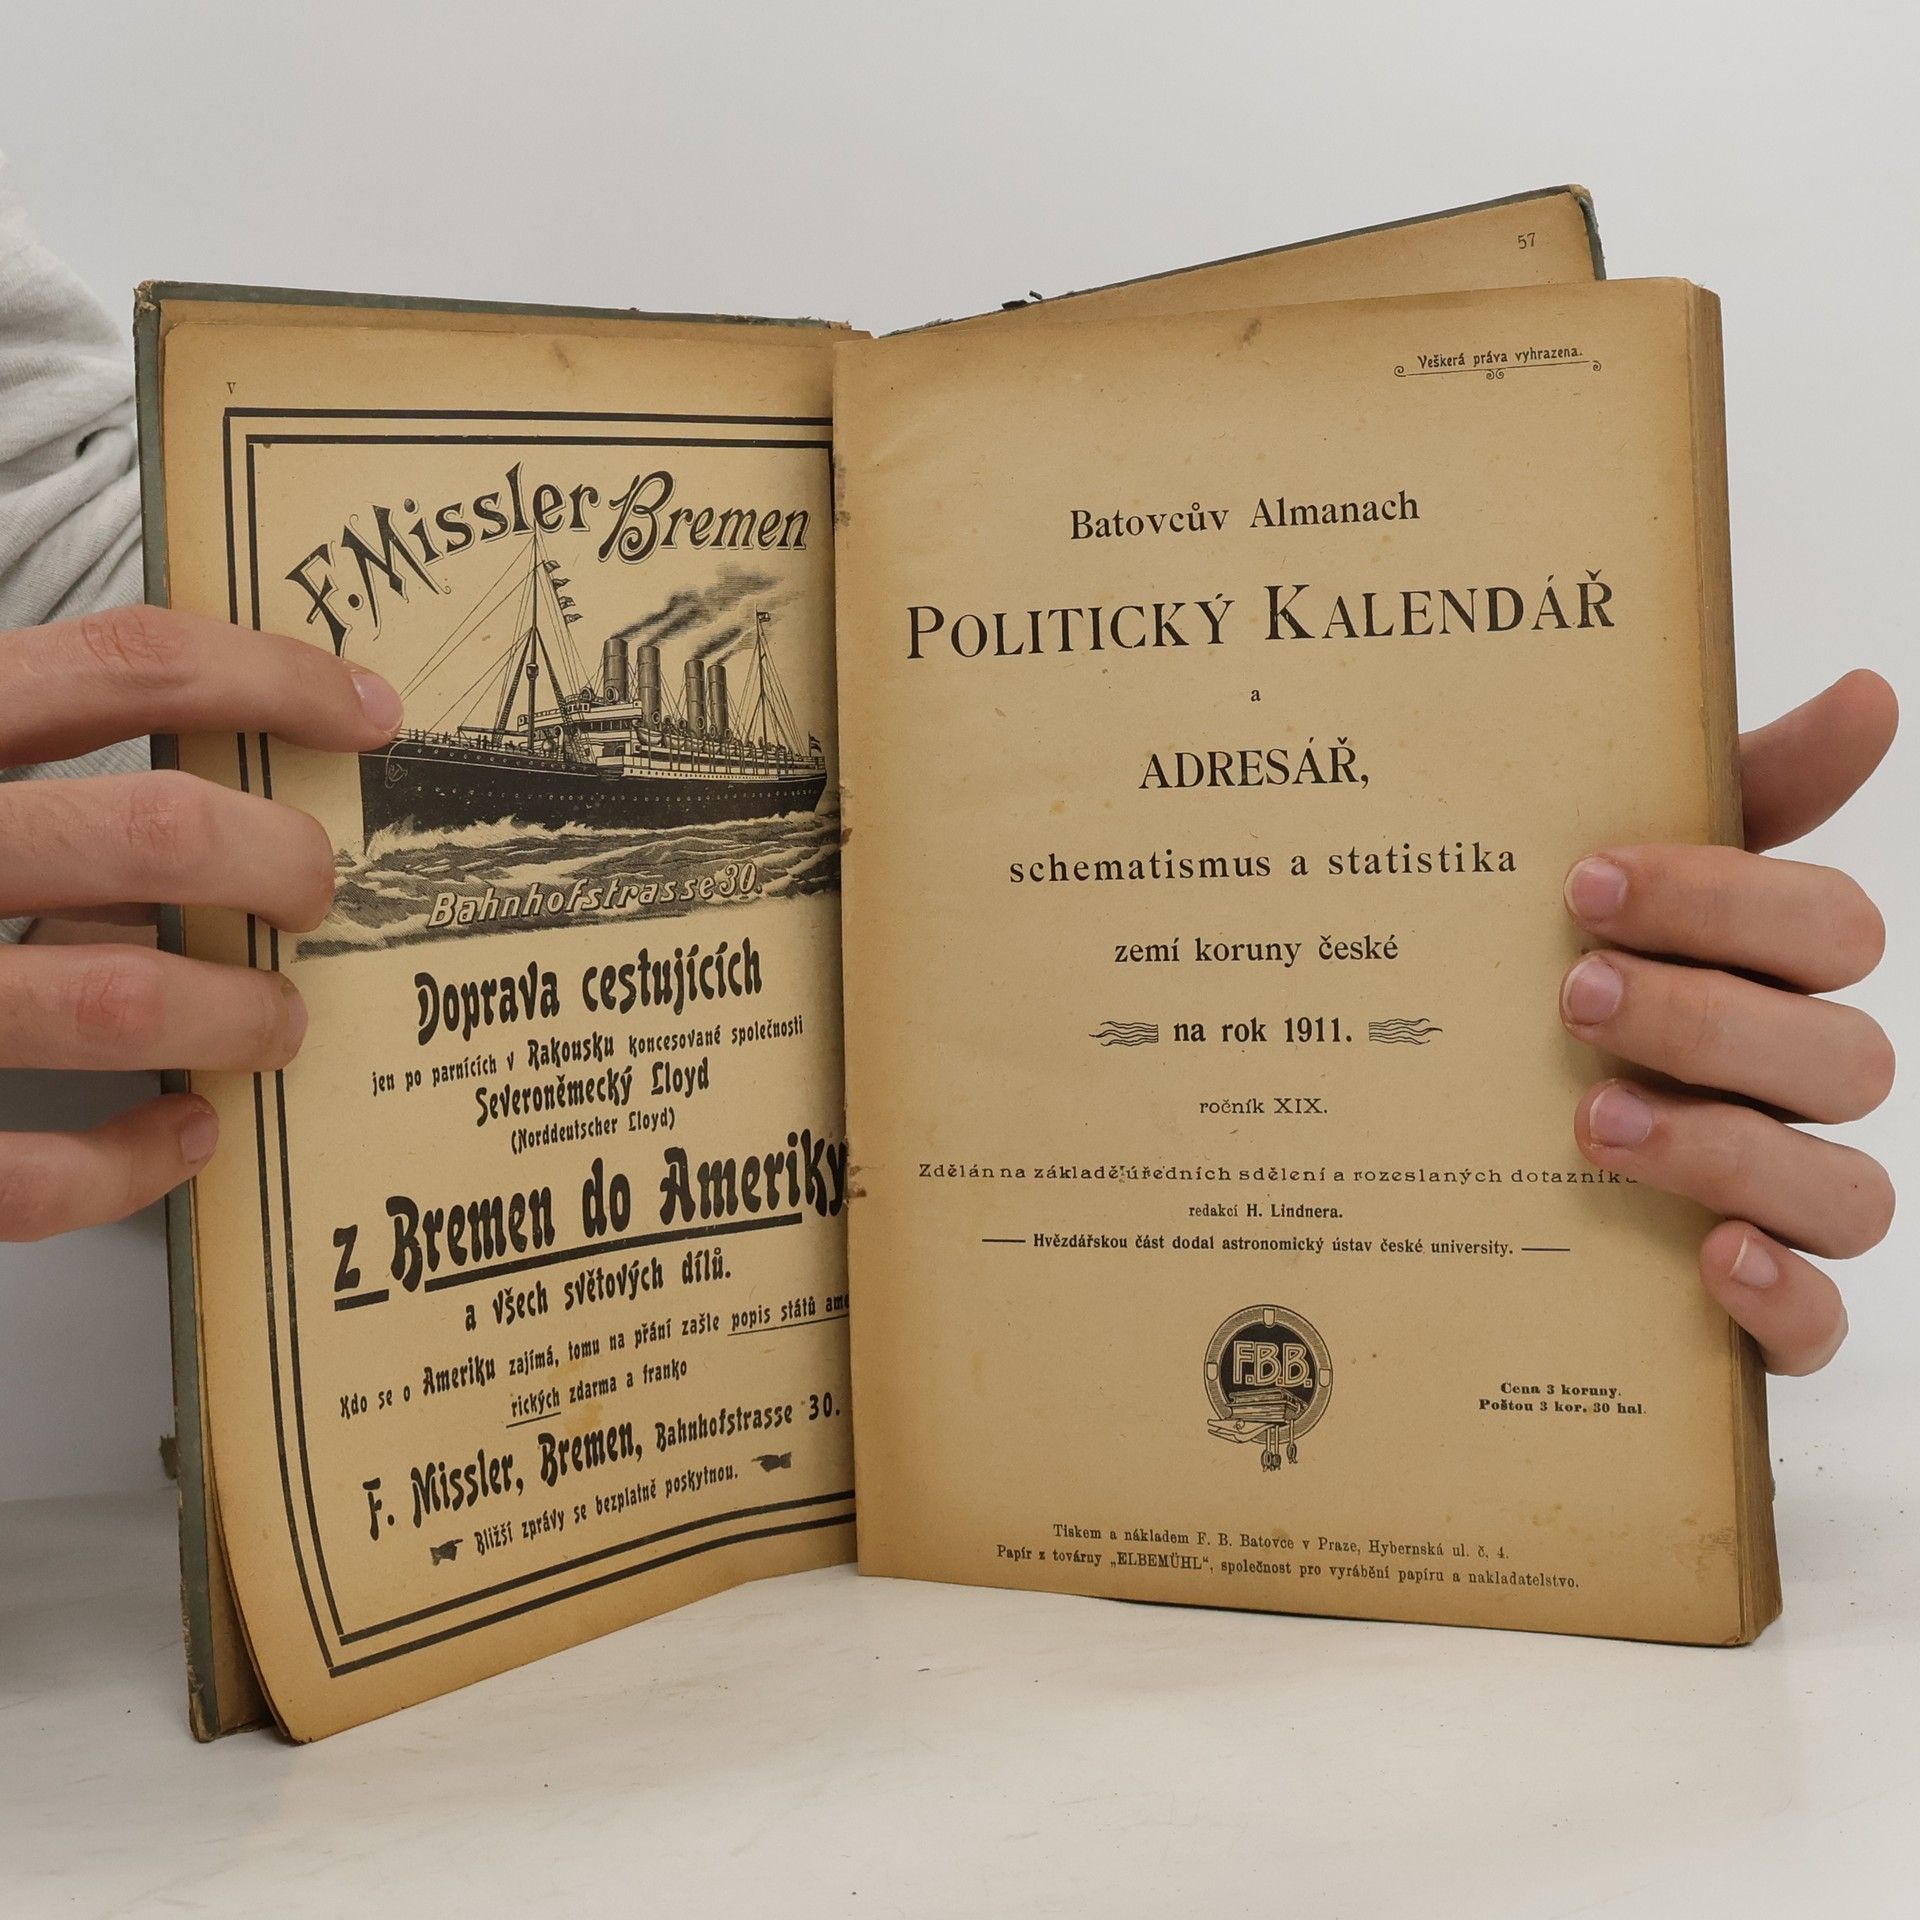 V
F. Missler Bremen
Bahnhofstrasse 30.
Doprava cestujících
jen po parnících v Rakousku koncesované společnosti
Severoněmecký Lloyd
(Norddeutscher Lloyd)
z Bremen do Ameriky
a všech světových dílů.
Kdo se o Ameriku zajímá, tomu na přání zašle popis států ame
rických zdarma a franko
F. Missler, Bremen, Bahnhofstrasse 30.
Bližší zprávy se bezplatně poskytnou.
57
Veškerá práva vyhrazena.
Batovcův Almanach
POLITICKÝ KALENDÁŘ
a
ADRESÁŘ,
schematismus a statistika
zemí koruny české
na rok 1911.
ročník XIX.
Zdělán na základě úředních sdělení a rozeslaných
redakcí H. Lindnera.
Hvězdářskou část dodal astronomický ústav české university.
F.B.B.
Cena 3 koruny.
Poštou 3 kor. 30 hal.
Tiskem a nákladem F. B. Batovce v Praze, Hybernská ul. č. 4.
Papír z továrny „ELBEMÜHL“, společnost pro vyrábění papíru a nakladatelstvo.